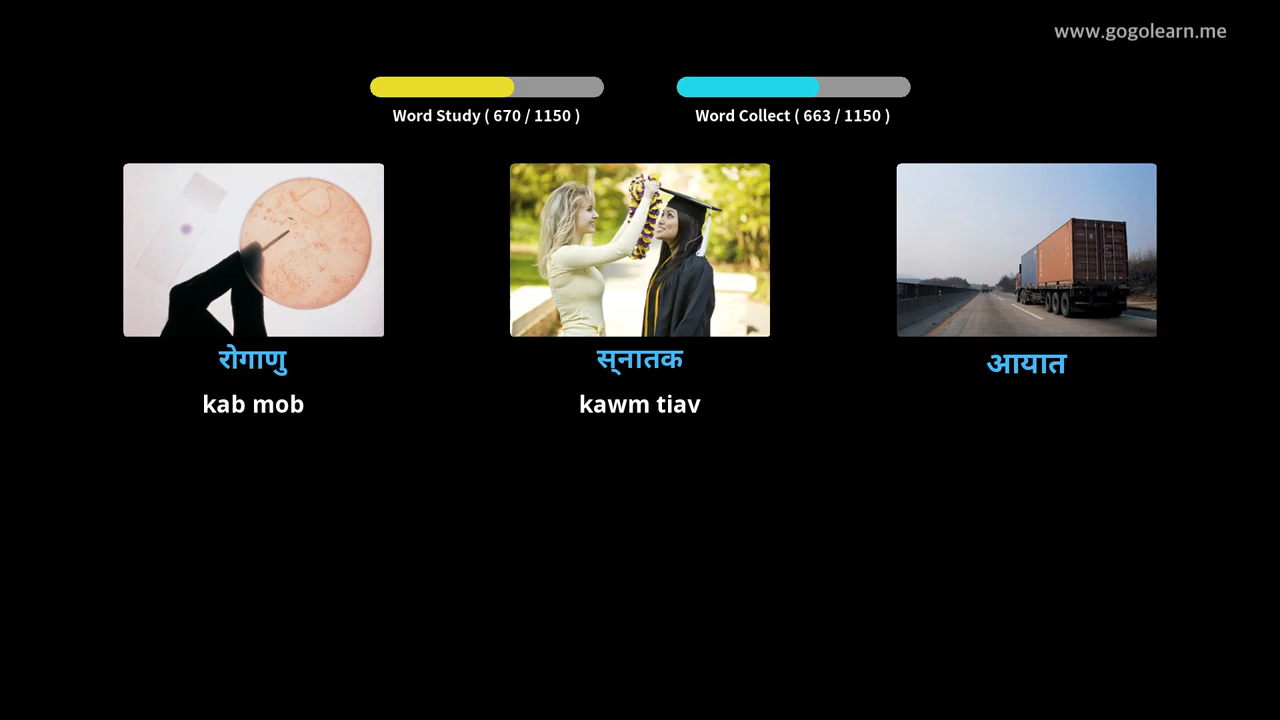 www.gogolearn.me
Word Study ( 670 / 1150 )
Word Collect ( 663 / 1150 )
रोगाणु
स्नातक
आयात
kab mob
kawm tiav